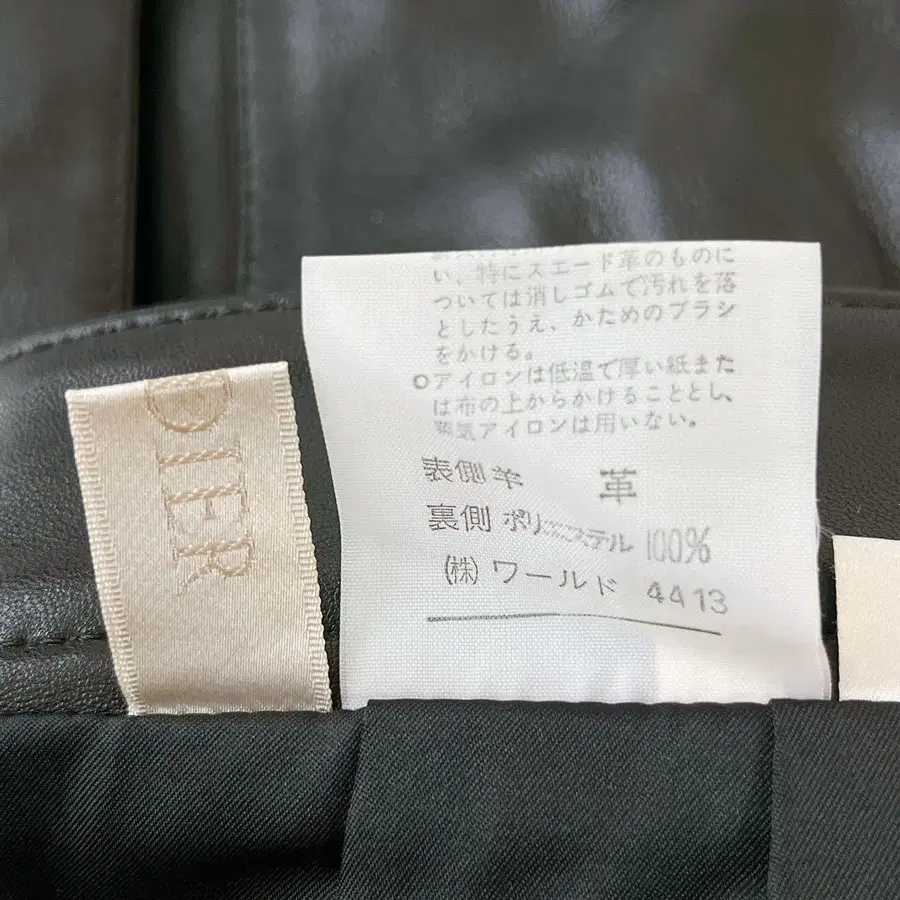 DIER
い、特にスエード革のものに
ついては消しゴムで汚れを落
としたうえ、かためのブラシ
をかける。
○アイロンは低温で厚い紙また
は布の上からかけることとし、
蒸気アイロンは用いない。
表側 羊 革
裏側 ポリエステル 100%
(株) ワールド 4413